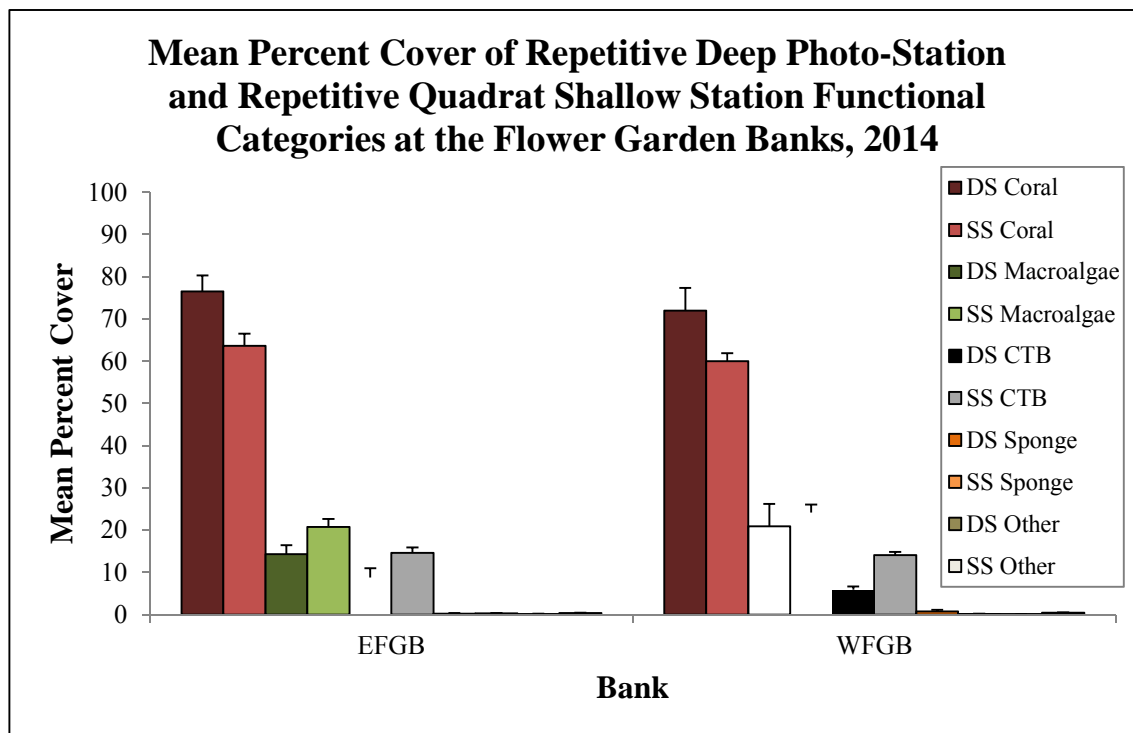 Mean Percent Cover of Repetitive Deep Photo-Station
and Repetitive Quadrat Shallow Station Functional
Categories at the Flower Garden Banks, 2014
Mean Percent Cover
100
90
80
70
60
50
40
30
20
10
0
EFGB
WFGB
Bank
DS Coral
SS Coral
DS Macroalgae
SS Macroalgae
DS CTB
SS CTB
DS Sponge
SS Sponge
DS Other
SS Other